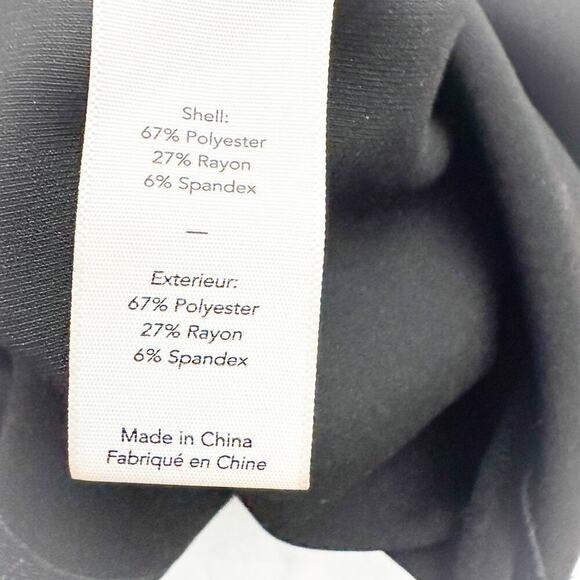 Shell:
67% Polyester
27% Rayon
6% Spandex
—
Exterieur:
67% Polyester
27% Rayon
6% Spandex
Made in China
Fabriqué en Chine